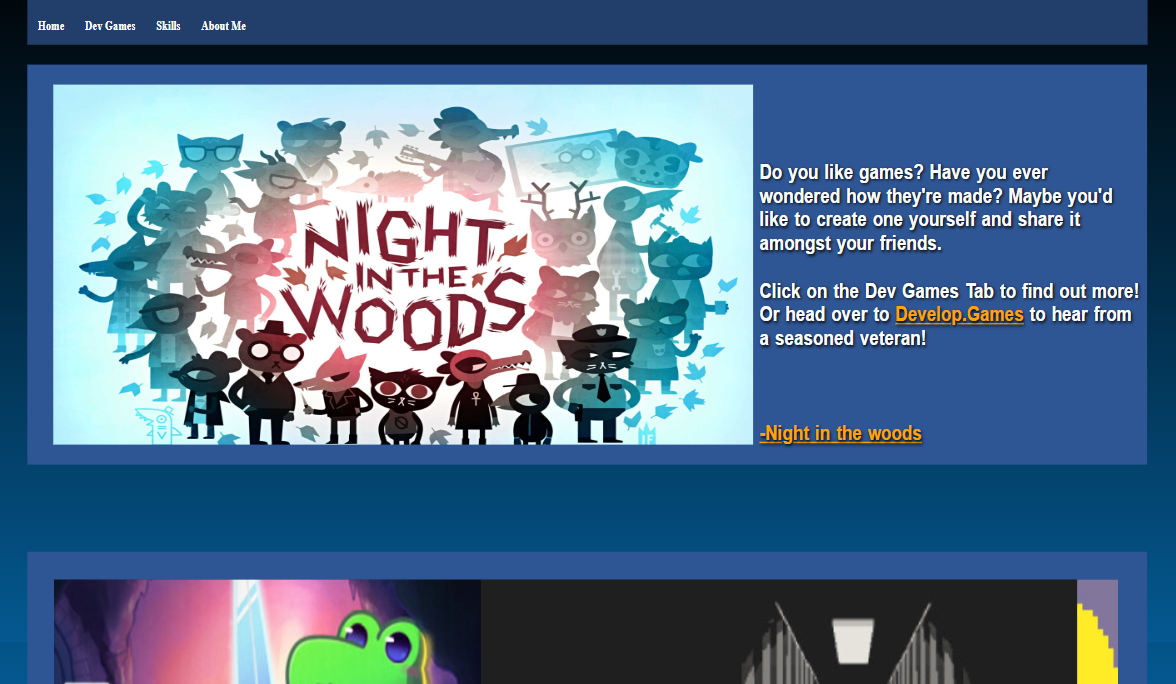 Home Dev Games Skills About Me
NIGHT
IN THE
WOODS
Do you like games? Have you ever
wondered how they're made? Maybe you'd
like to create one yourself and share it
amongst your friends.
Click on the Dev Games Tab to find out more!
Or head over to Develop.Games to hear from
a seasoned veteran!
-Night in the woods